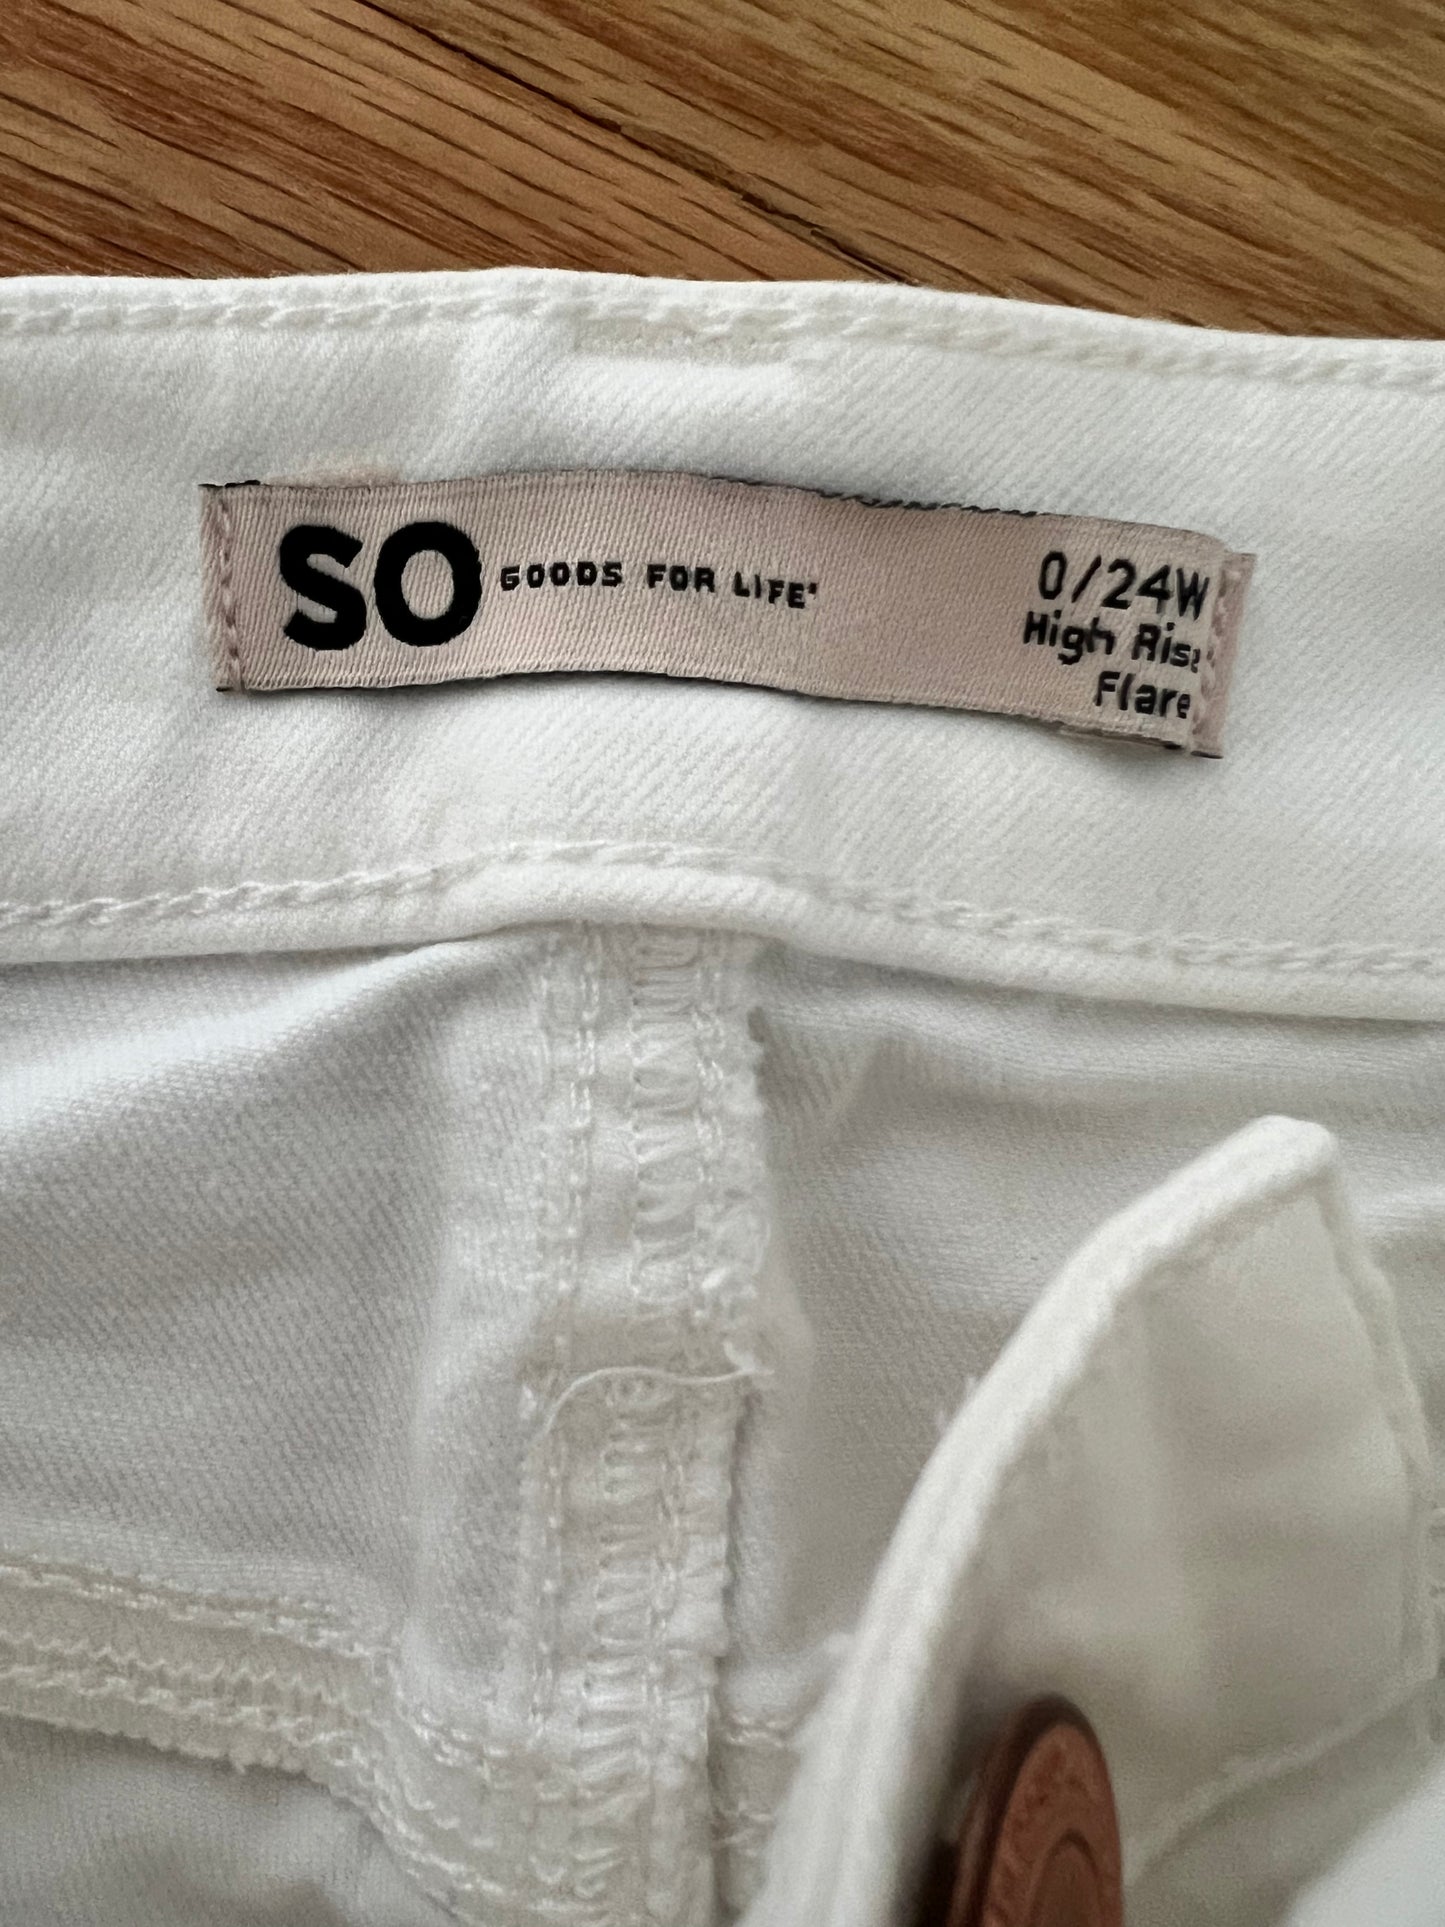 SO GOODS FOR LIFE
0/24W
High Rise
Flare